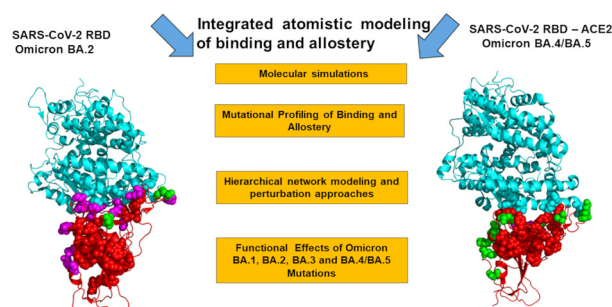 SARS-CoV-2 RBD
Omicron BA.2
Integrated atomistic modeling
of binding and allostery
SARS-CoV-2 RBD – ACE2
Omicron BA.4/BA.5
Molecular simulations
Mutational Profiling of Binding and
Allostery
Hierarchical network modeling and
perturbation approaches
Functional Effects of Omicron
BA.1, BA.2, BA.3 and BA.4/BA.5
Mutations